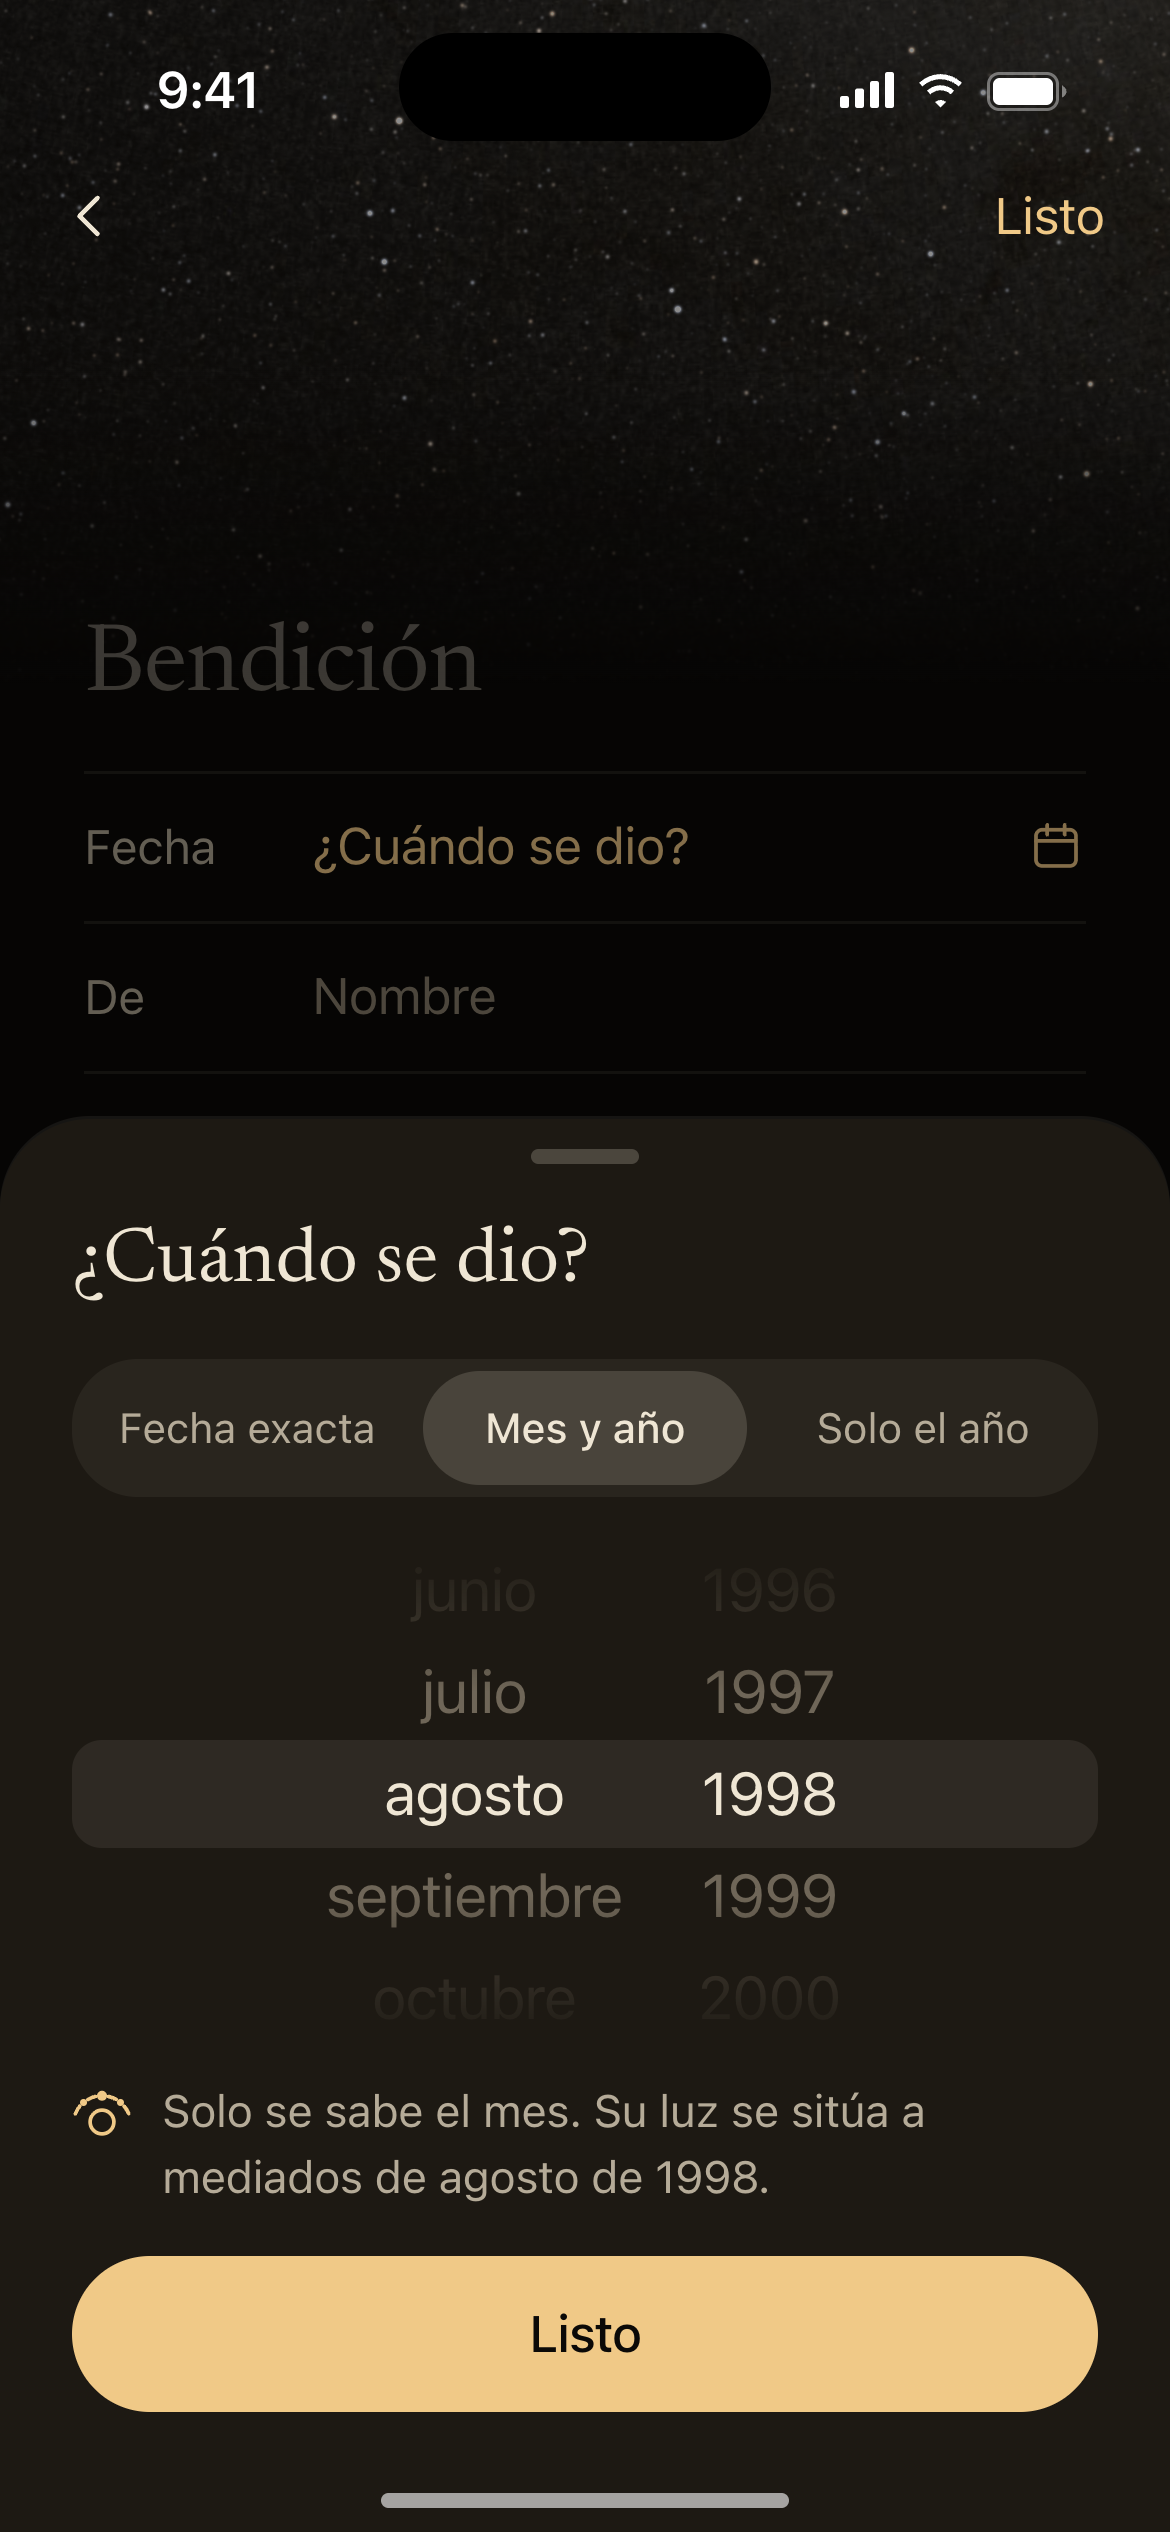 9:41
Listo
Bendición
Fecha ¿Cuándo se dio?
De Nombre
¿Cuándo se dio?
Fecha exacta Mes y año Solo el año
junio 1996
julio 1997
agosto 1998
septiembre 1999
octubre 2000
Solo se sabe el mes. Su luz se sitúa a
mediados de agosto de 1998.
Listo